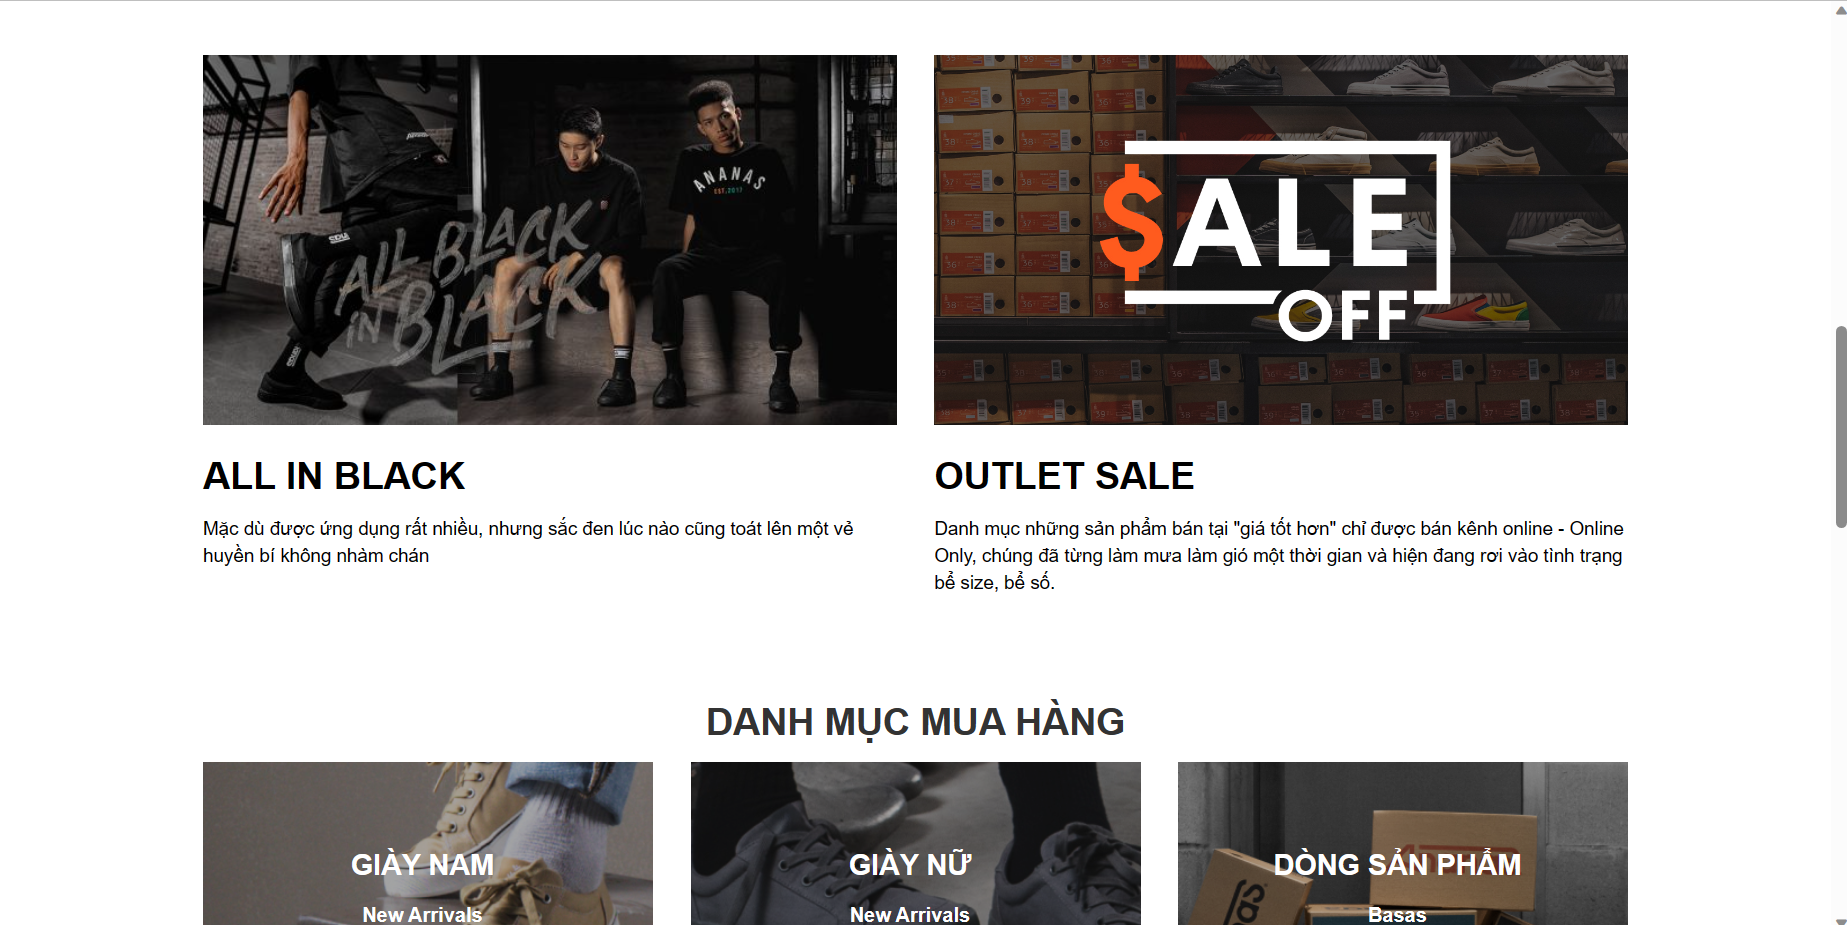 ALL BLACK
IN BLACK
ANANAS
EST.2017
$ALE
OFF
ALL IN BLACK
Mặc dù được ứng dụng rất nhiều, nhưng sắc đen lúc nào cũng toát lên một vẻ
huyền bí không nhàm chán
OUTLET SALE
Danh mục những sản phẩm bán tại "giá tốt hơn" chỉ được bán kênh online - Online
Only, chúng đã từng làm mưa làm gió một thời gian và hiện đang rơi vào tình trạng
bể size, bể số.
DANH MỤC MUA HÀNG
GIÀY NAM
New Arrivals
GIÀY NỮ
New Arrivals
DÒNG SẢN PHẨM
Basas